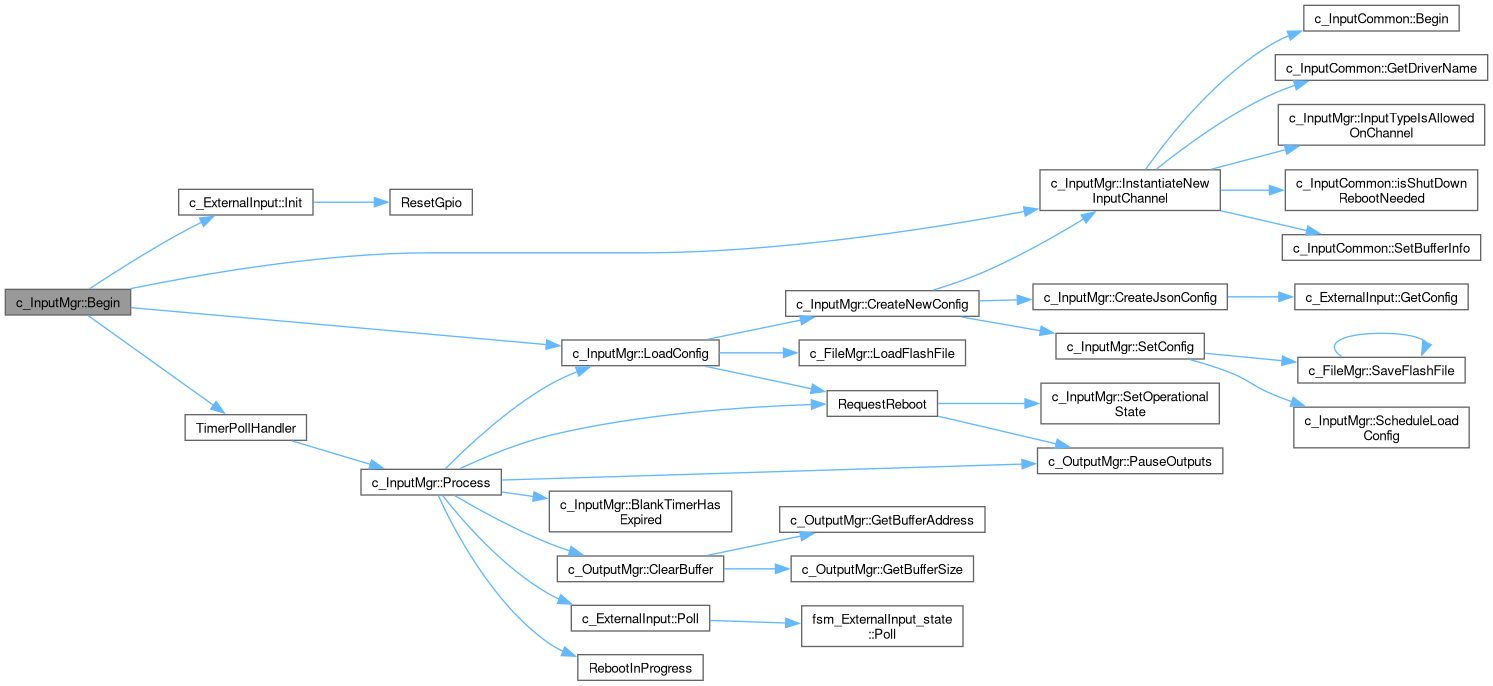 c_InputMgr::Begin
c_ExternalInput::Init
ResetGpio
c_InputMgr::LoadConfig
TimerPollHandler
c_InputMgr::Process
c_InputMgr::CreateNewConfig
c_FileMgr::LoadFlashFile
RequestReboot
c_InputMgr::BlankTimerHas
Expired
c_OutputMgr::ClearBuffer
c_ExternalInput::Poll
RebootInProgress
c_OutputMgr::GetBufferAddress
c_OutputMgr::GetBufferSize
fsm_ExternalInput_state
::Poll
c_InputMgr::InstantiateNew
InputChannel
c_InputMgr::CreateJsonConfig
c_InputMgr::SetConfig
c_InputMgr::SetOperational
State
c_OutputMgr::PauseOutputs
c_InputCommon::Begin
c_InputCommon::GetDriverName
c_InputMgr::InputTypeIsAllowed
OnChannel
c_InputCommon::isShutDown
RebootNeeded
c_InputCommon::SetBufferInfo
c_ExternalInput::GetConfig
c_FileMgr::SaveFlashFile
c_InputMgr::ScheduleLoad
Config